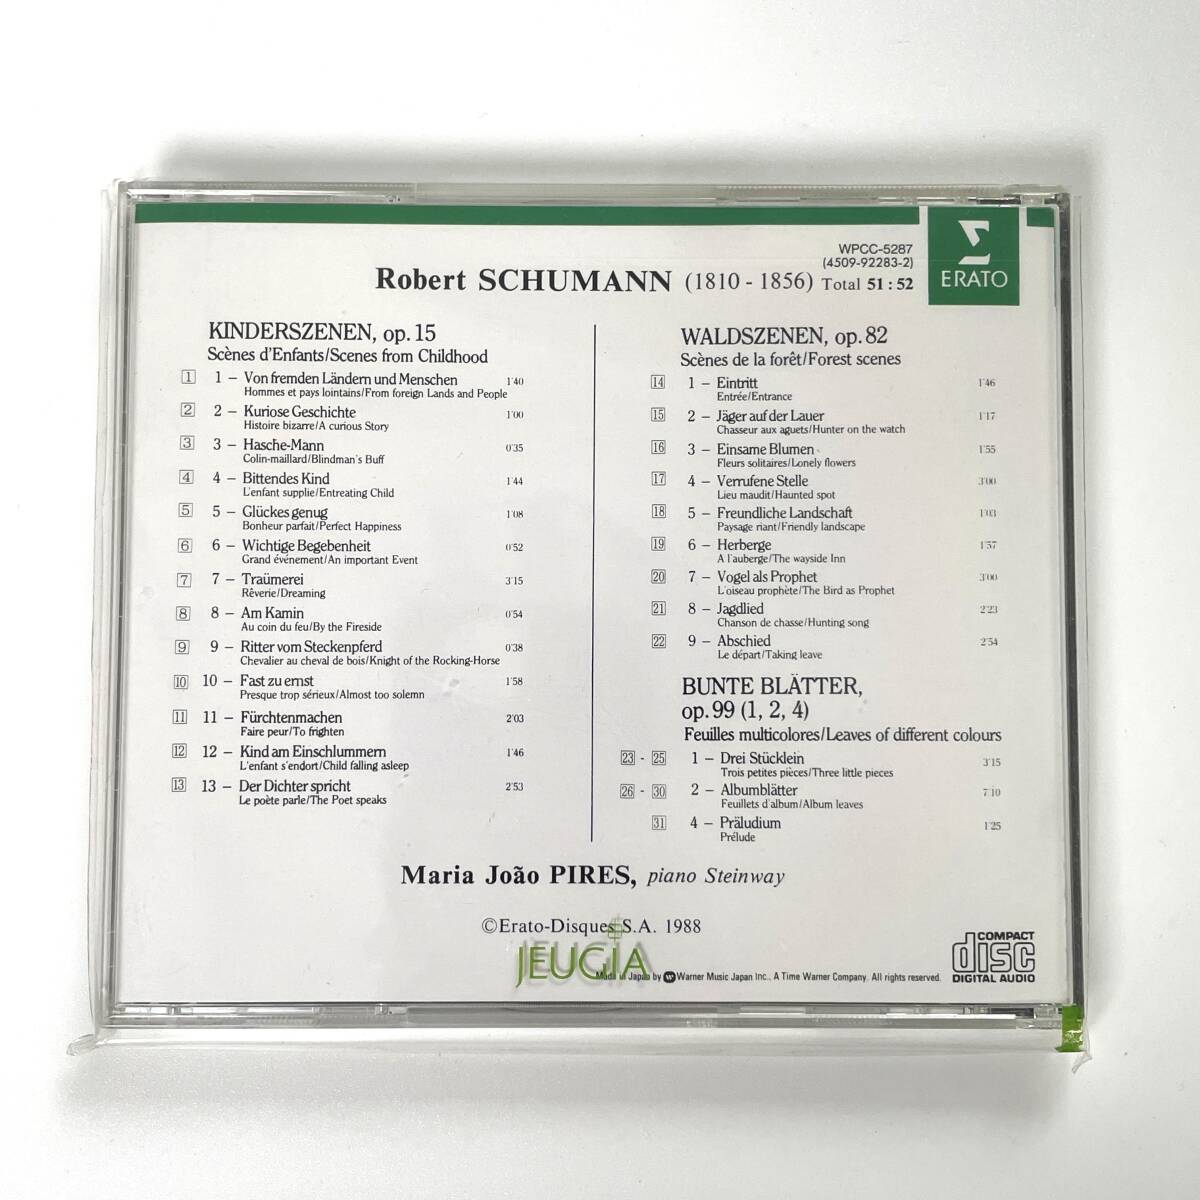 WPCC-5287
(4509-92283-2)
ERATO
Robert SCHUMANN (1810 - 1856) Total 51 : 52
KINDERSZENEN, op. 15
Scènes d'Enfants/Scenes from Childhood
1 1 – Von fremden Ländern und Menschen 1'40
Hommes et pays lointains/From foreign Lands and People
2 2 – Kuriose Geschichte 1'00
Histoire bizarre/A curious Story
3 3 – Hasche-Mann 0'35
Colin-maillard/Blindman's Buff
4 4 – Bittendes Kind 1'44
L'enfant supplie/Entreating Child
5 5 – Glückes genug 1'08
Bonheur parfait/Perfect Happiness
6 6 – Wichtige Begebenheit 0'52
Grand événement/An important Event
7 7 – Traümerei 3'15
Rêverie/Dreaming
8 8 – Am Kamin 0'54
Au coin du feu/By the Fireside
9 9 – Ritter vom Steckenpferd 0'38
Chevalier au cheval de bois/Knight of the Rocking-Horse
10 10 – Fast zu ernst 1'58
Presque trop sérieux/Almost too solemn
11 11 – Fürchtenmachen 2'03
Faire peur/To frighten
12 12 – Kind am Einschlummern 1'46
L'enfant s'endort/Child falling asleep
13 13 – Der Dichter spricht 2'53
Le poète parle/The Poet speaks
WALDSZENEN, op. 82
Scènes de la forêt/Forest scenes
14 1 – Eintritt 1'46
Entrée/Entrance
15 2 – Jäger auf der Lauer 1'17
Chasseur aux aguets/Hunter on the watch
16 3 – Einsame Blumen 1'55
Fleurs solitaires/Lonely flowers
17 4 – Verrufene Stelle 3'00
Lieu maudit/Haunted spot
18 5 – Freundliche Landschaft 1'03
Paysage riant/Friendly landscape
19 6 – Herberge 1'57
A l'auberge/The wayside Inn
20 7 – Vogel als Prophet 3'00
L'oiseau prophète/The Bird as Prophet
21 8 – Jagdlied 2'23
Chanson de chasse/Hunting song
22 9 – Abschied 2'54
Le départ/Taking leave
BUNTE BLÄTTER,
op. 99 (1, 2, 4)
Feuilles multicolores/Leaves of different colours
23 - 25 1 – Drei Stücklein 3'15
Trois petites pièces/Three little pieces
26 - 30 2 – Albumblätter 7'10
Feuillets d'album/Album leaves
31 4 – Präludium 1'25
Prélude
Maria João PIRES, piano Steinway
©Erato-Disques S.A. 1988
JEUGIA
Made in Japan by Warner Music Japan Inc., A Time Warner Company. All rights reserved.
COMPACT
disc
DIGITAL AUDIO